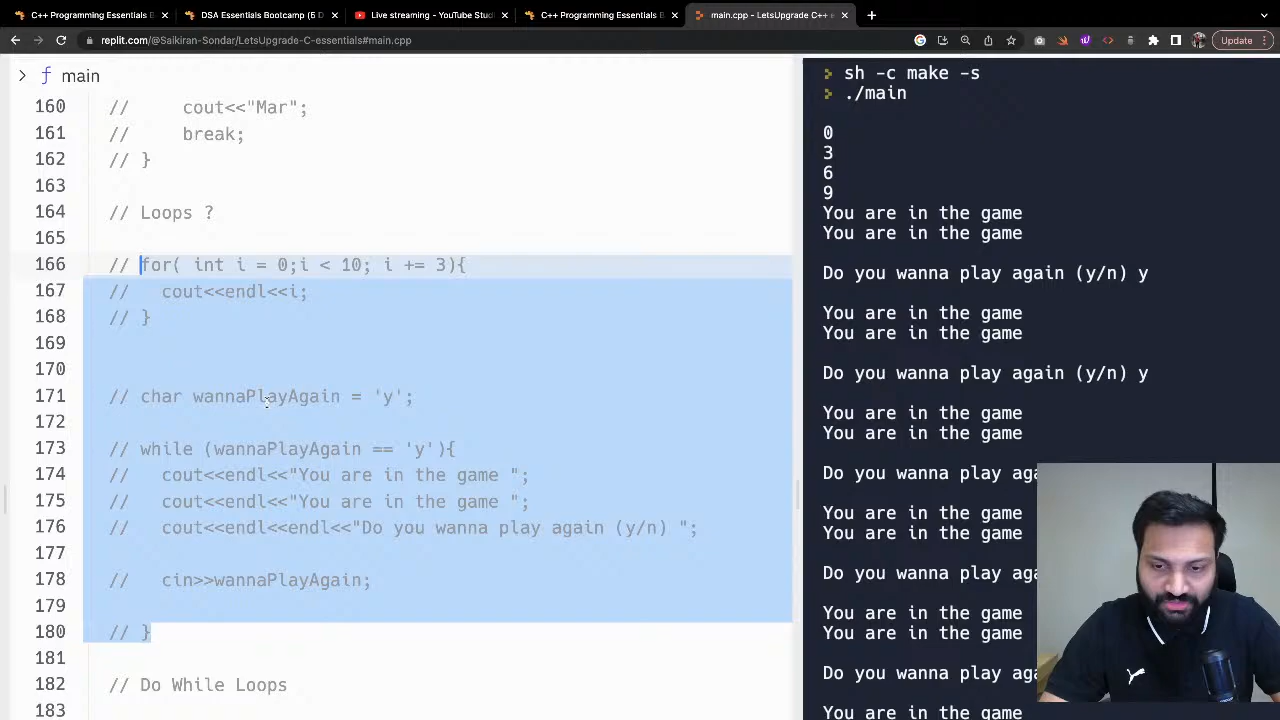 C++ Programming Essentials B
DSA Essentials Bootcamp (5 D
Live streaming - YouTube Stud
C++ Programming Essentials B
main.cpp - LetsUpgrade C++ e
replit.com/@Saikiran-Sondar/LetsUpgrade-C-essentials#main.cpp
Update
main
160 // cout<<"Mar";
161 // break;
162 // }
163
164 // Loops ?
165
166 // for( int i = 0;i < 10; i += 3){
167 // cout<<endl<<i;
168 // }
169
170
171 // char wannaPlayAgain = 'y';
172
173 // while (wannaPlayAgain == 'y'){
174 // cout<<endl<<"You are in the game ";
175 // cout<<endl<<"You are in the game ";
176 // cout<<endl<<endl<<"Do you wanna play again (y/n) ";
177
178 // cin>>wannaPlayAgain;
179
180 // }
181
182 // Do While Loops
183
sh -c make -s
./main
0
3
6
9
You are in the game
You are in the game
Do you wanna play again (y/n) y
You are in the game
You are in the game
Do you wanna play again (y/n) y
You are in the game
You are in the game
Do you wanna play aga
You are in the game
You are in the game
Do you wanna play aga
You are in the game
You are in the game
Do you wanna play aga
You are in the game